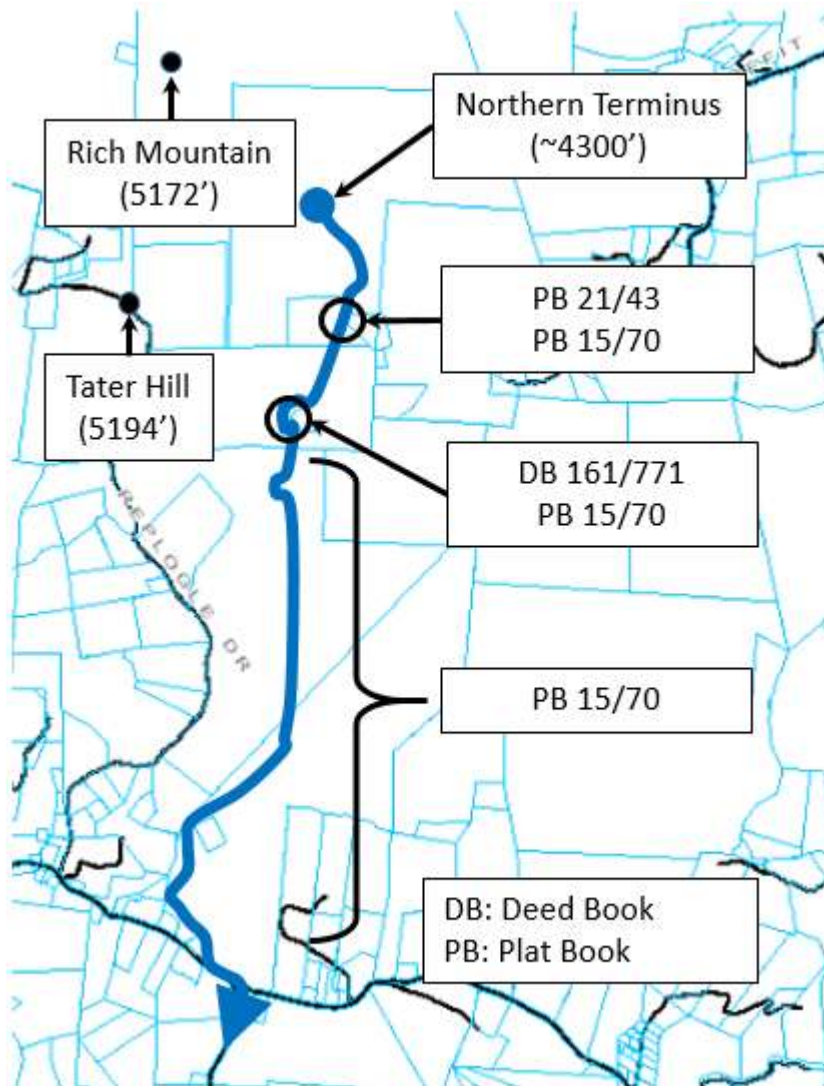 EEIT
Northern Terminus
(~4300’)
Rich Mountain
(5172’)
PB 21/43
PB 15/70
Tater Hill
(5194’)
DB 161/771
PB 15/70
REPLOGLE DR
PB 15/70
DB: Deed Book
PB: Plat Book